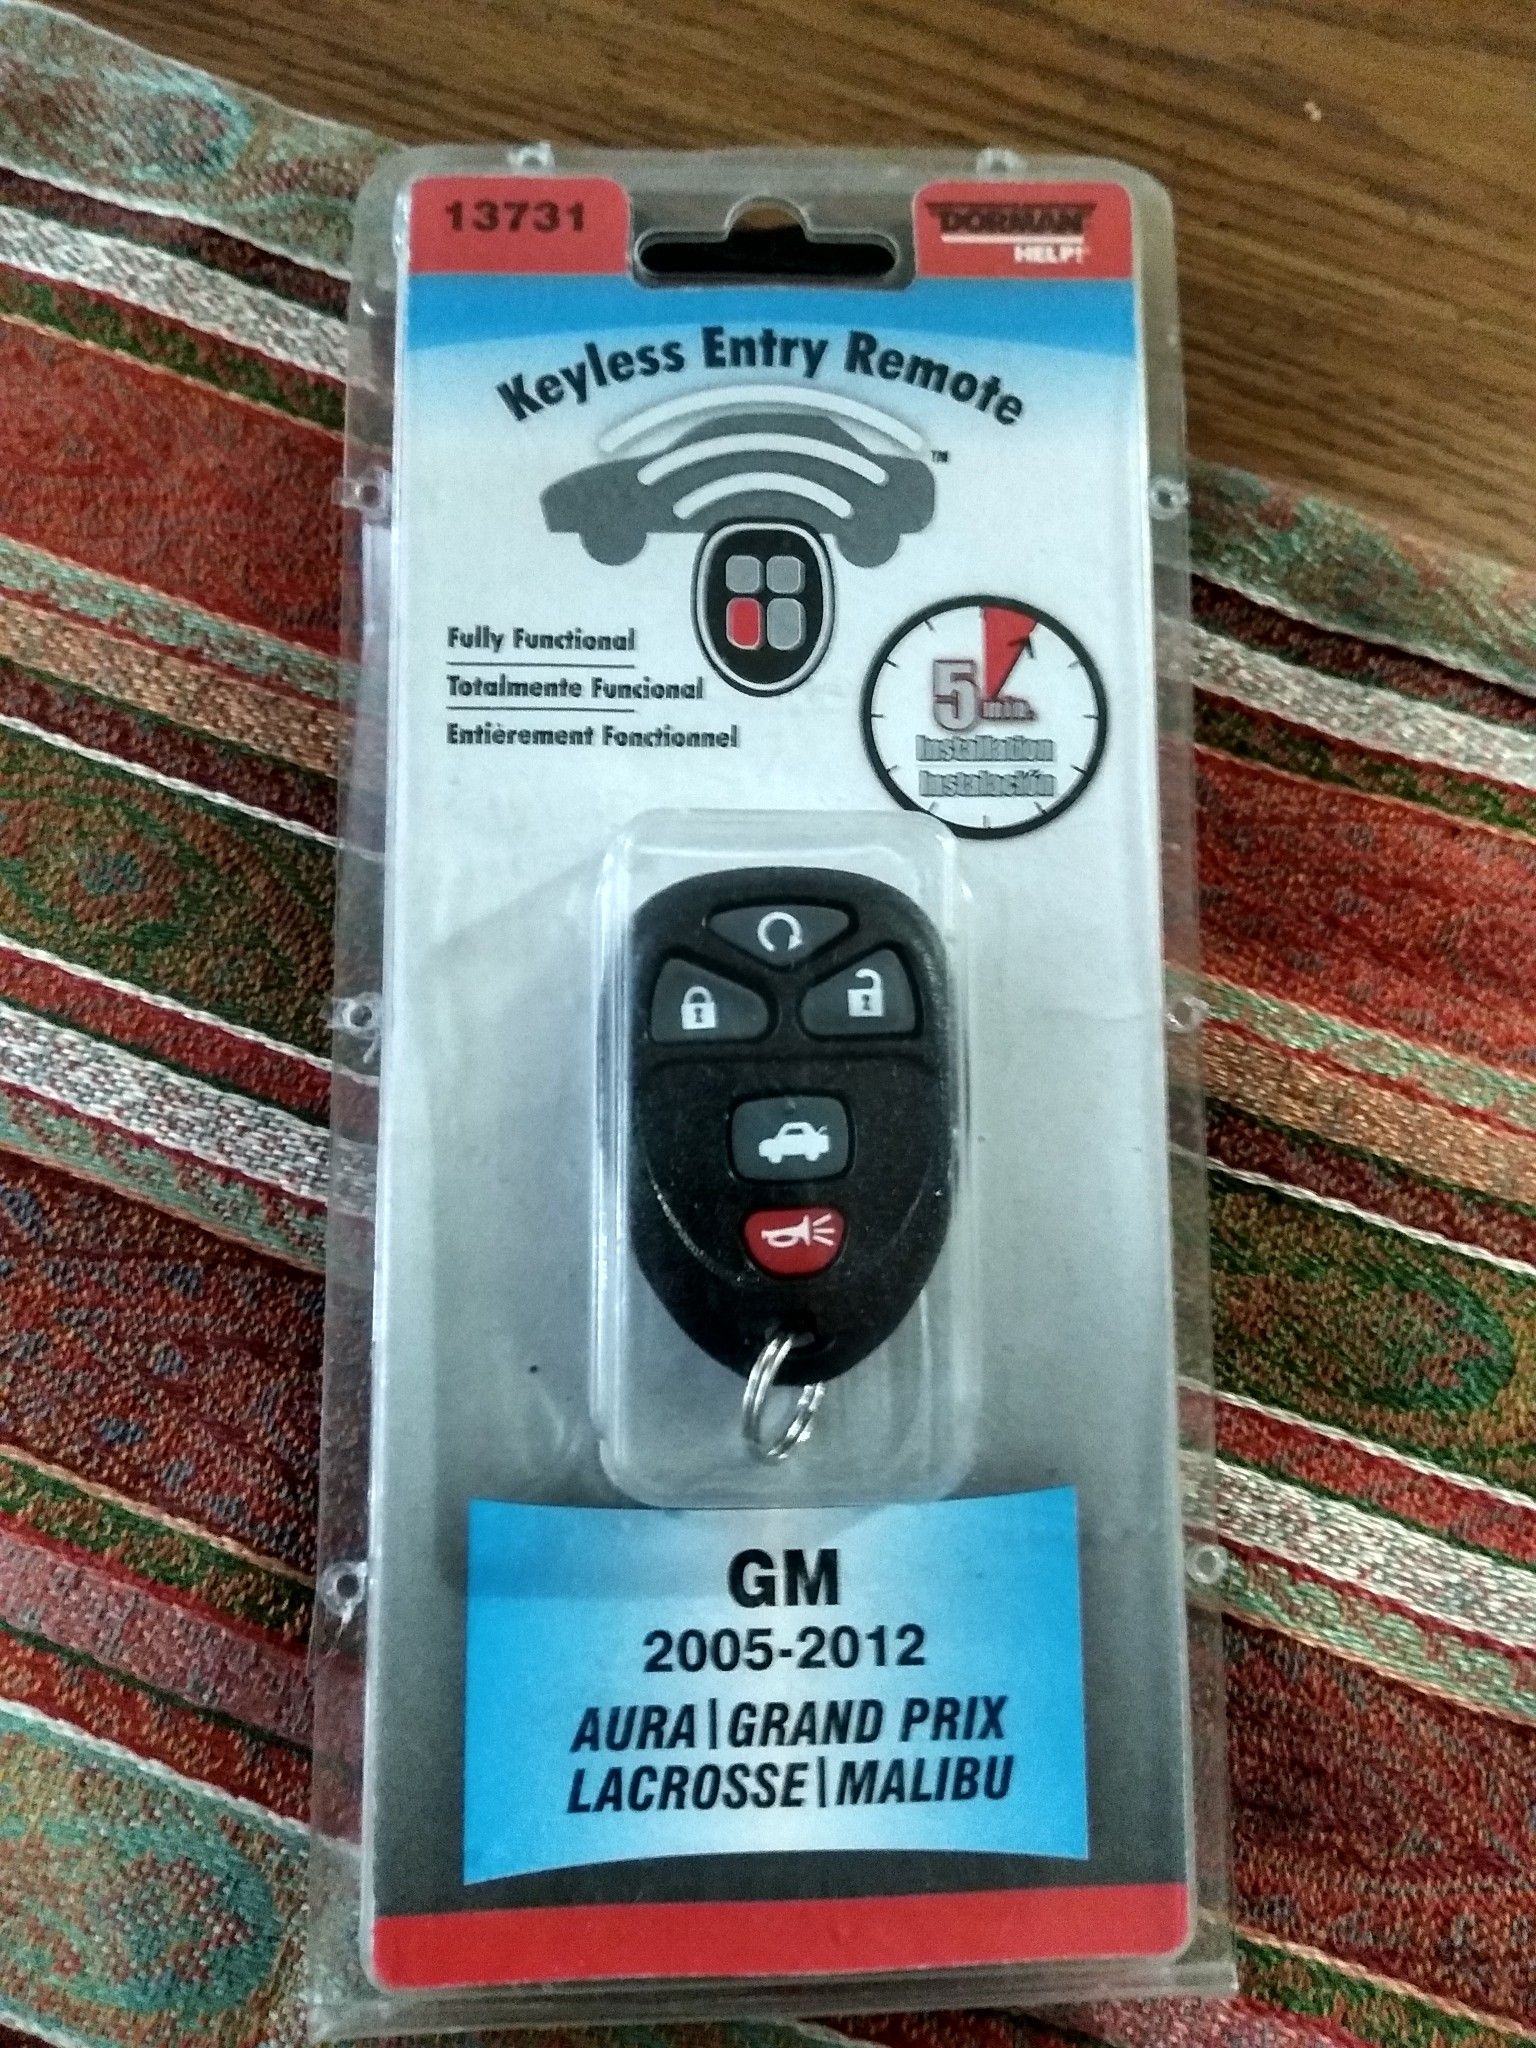 13731
DORMAN
HELP!
Keyless Entry Remote
™
Fully Functional
Totalmente Funcional
Entièrement Fonctionnel
5 min.
Installation
Instalación
GM
2005-2012
AURA|GRAND PRIX
LACROSSE|MALIBU